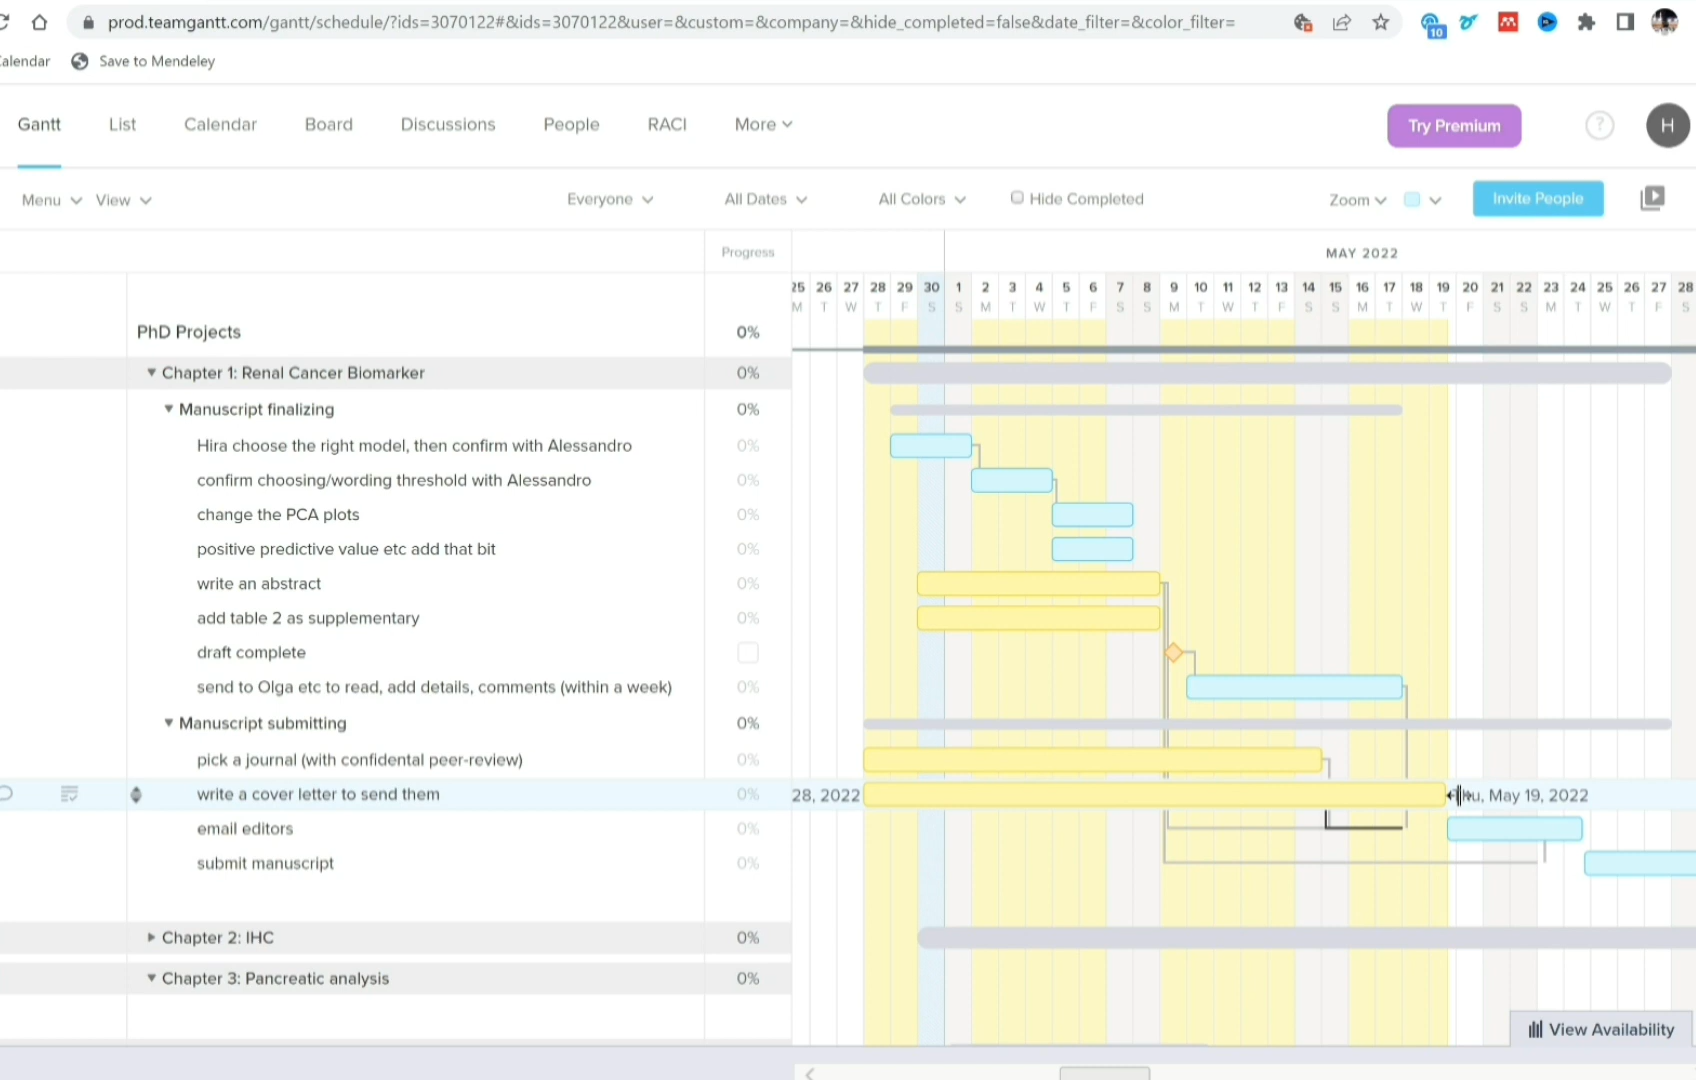 prod.teamgantt.com/gantt/schedule/?ids=3070122#&ids=3070122&user=&custom=&company=&hide_completed=false&date_filter=&color_filter=
10
Save to Mendeley
Gantt List Calendar Board Discussions People RACI More Try Premium ? H
Menu View Everyone All Dates All Colors Hide Completed Zoom Invite People
Progress MAY 2022
25 26 27 28 29 30 1 2 3 4 5 6 7 8 9 10 11 12 13 14 15 16 17 18 19 20 21 22 23 24 25 26 27 28
M T W T F S S M T W T F S S M T W T F S S M T W T F S S M T W T F S
PhD Projects 0%
Chapter 1: Renal Cancer Biomarker 0%
Manuscript finalizing 0%
Hira choose the right model, then confirm with Alessandro 0%
confirm choosing/wording threshold with Alessandro 0%
change the PCA plots 0%
positive predictive value etc add that bit 0%
write an abstract 0%
add table 2 as supplementary 0%
draft complete
send to Olga etc to read, add details, comments (within a week) 0%
Manuscript submitting 0%
pick a journal (with confidental peer-review) 0%
write a cover letter to send them 0% 28, 2022 May 19, 2022
email editors 0%
submit manuscript 0%
Chapter 2: IHC 0%
Chapter 3: Pancreatic analysis 0%
View Availability